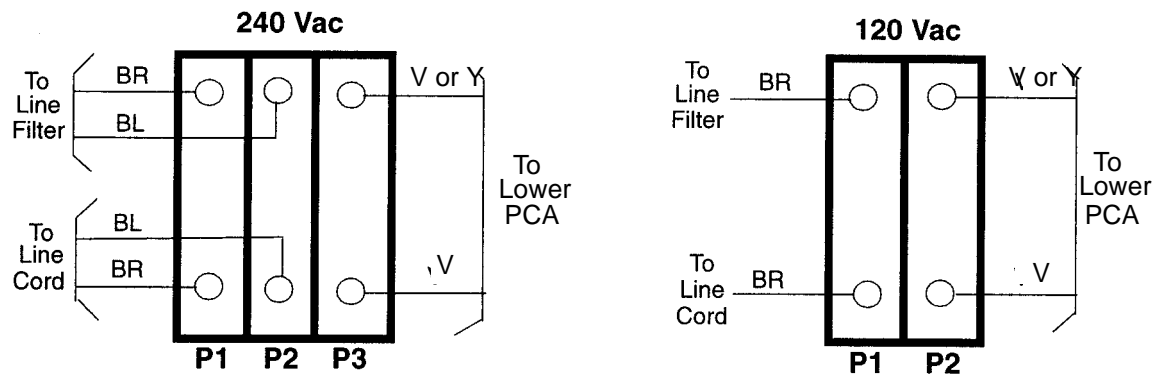 240 Vac
To
Line
Filter
BR
BL
V or Y
To
Lower
PCA
To
Line
Cord
BL
BR
V
P1 P2 P3
120 Vac
To
Line
Filter
BR
V or Y
To
Lower
PCA
To
Line
Cord
BR
V
P1 P2